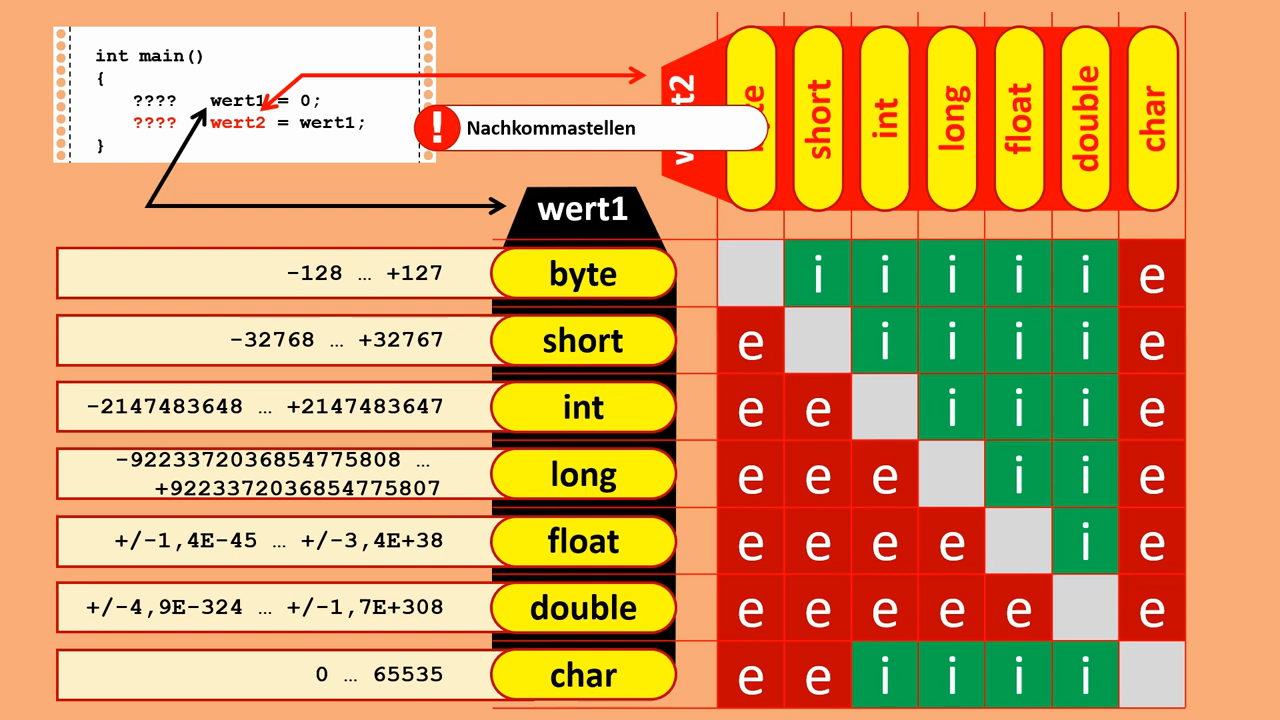 int main()
{
???? wert1 = 0;
???? wert2 = wert1;
}
! Nachkommastellen
short
int
long
float
double
char
wert1
-128 … +127 byte i i i i i e
-32768 … +32767 short e i i i i e
-2147483648 … +2147483647 int e e i i i e
-9223372036854775808 …
+9223372036854775807 long e e e i i e
+/-1,4E-45 … +/-3,4E+38 float e e e e i e
+/-4,9E-324 … +/-1,7E+308 double e e e e e e
0 … 65535 char e e i i i i